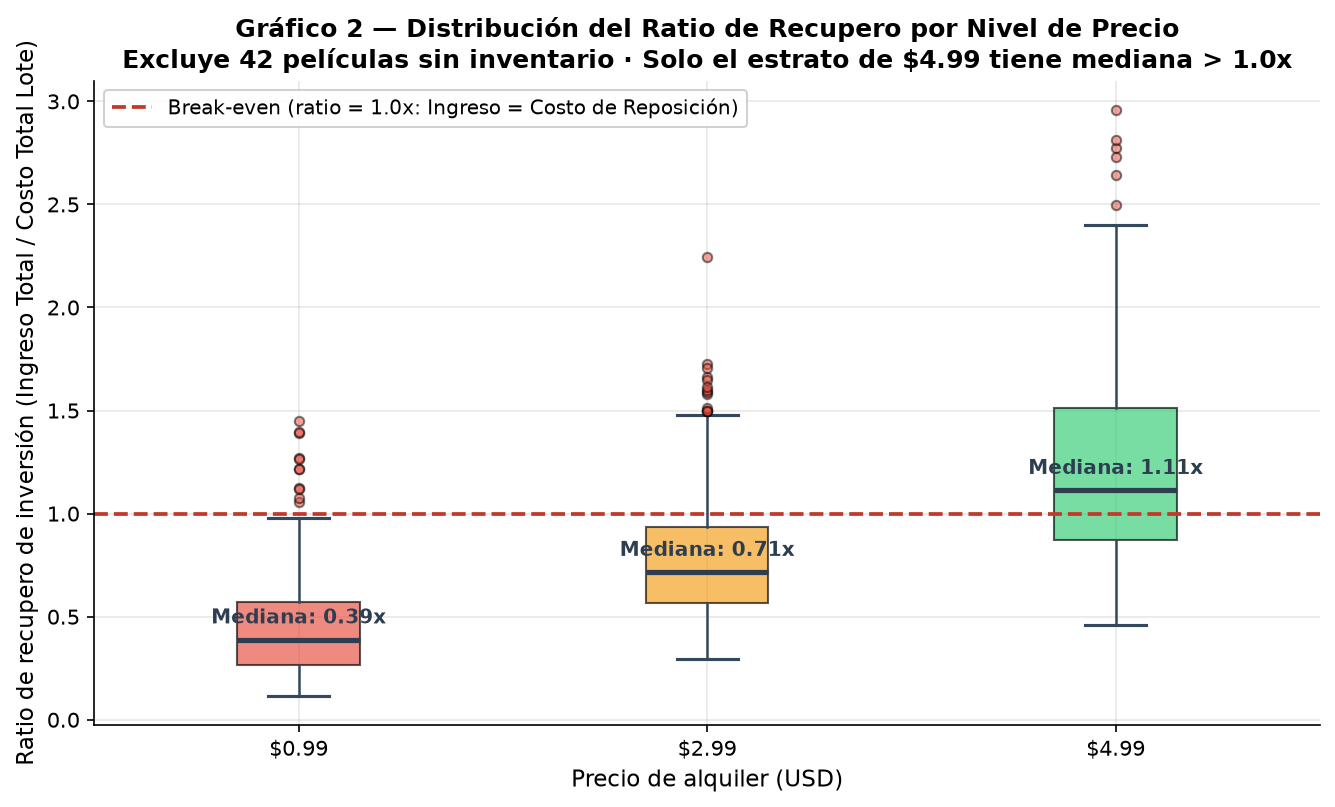 Gráfico 2 — Distribución del Ratio de Recupero por Nivel de Precio
Excluye 42 películas sin inventario · Solo el estrato de $4.99 tiene mediana > 1.0x
Ratio de recupero de inversión (Ingreso Total / Costo Total Lote)
Break-even (ratio = 1.0x: Ingreso = Costo de Reposición)
3.0
2.5
2.0
1.5
1.0
0.5
0.0
Mediana: 0.39x
Mediana: 0.71x
Mediana: 1.11x
$0.99
$2.99
$4.99
Precio de alquiler (USD)